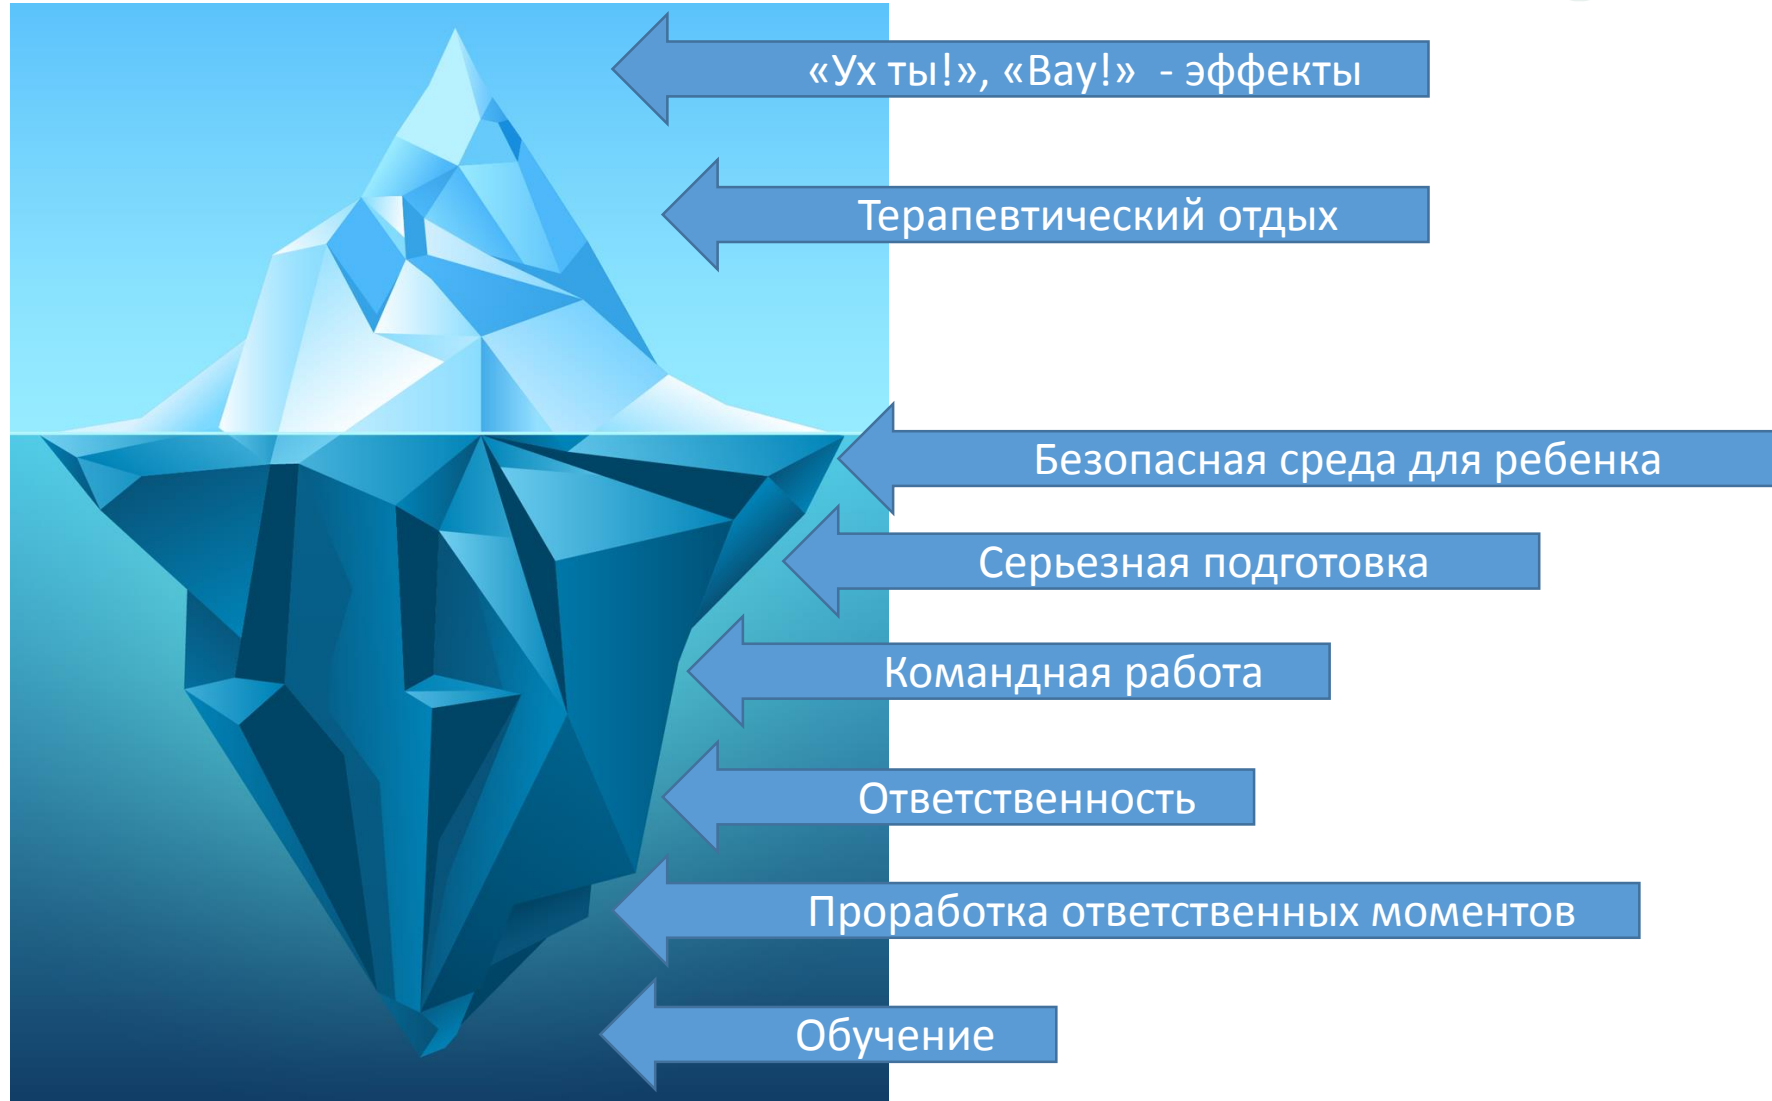 «Ух ты!», «Вау!»  - эффекты
Терапевтический отдых
Безопасная среда для ребенка
Серьезная подготовка
Командная работа
Ответственность
Проработка ответственных моментов
Обучение